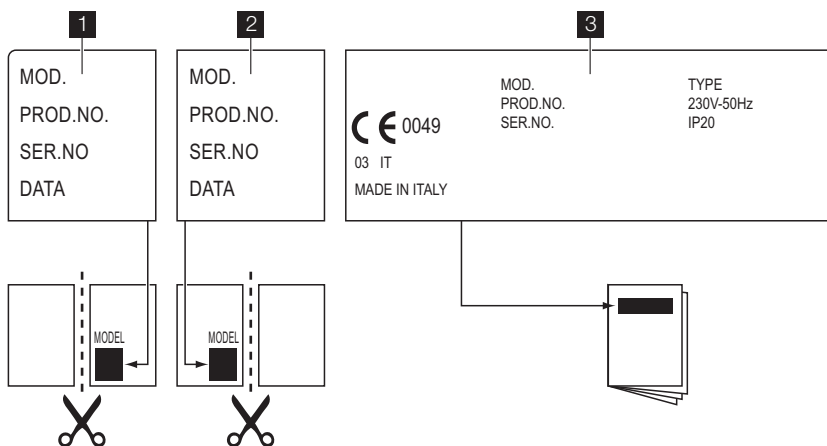 1
MOD.
PROD.NO.
SER.NO
DATA
2
MOD.
PROD.NO.
SER.NO
DATA
3
CE 0049
03 IT
MADE IN ITALY
MOD.
PROD.NO.
SER.NO.
TYPE
230V-50Hz
IP20
MODEL
MODEL